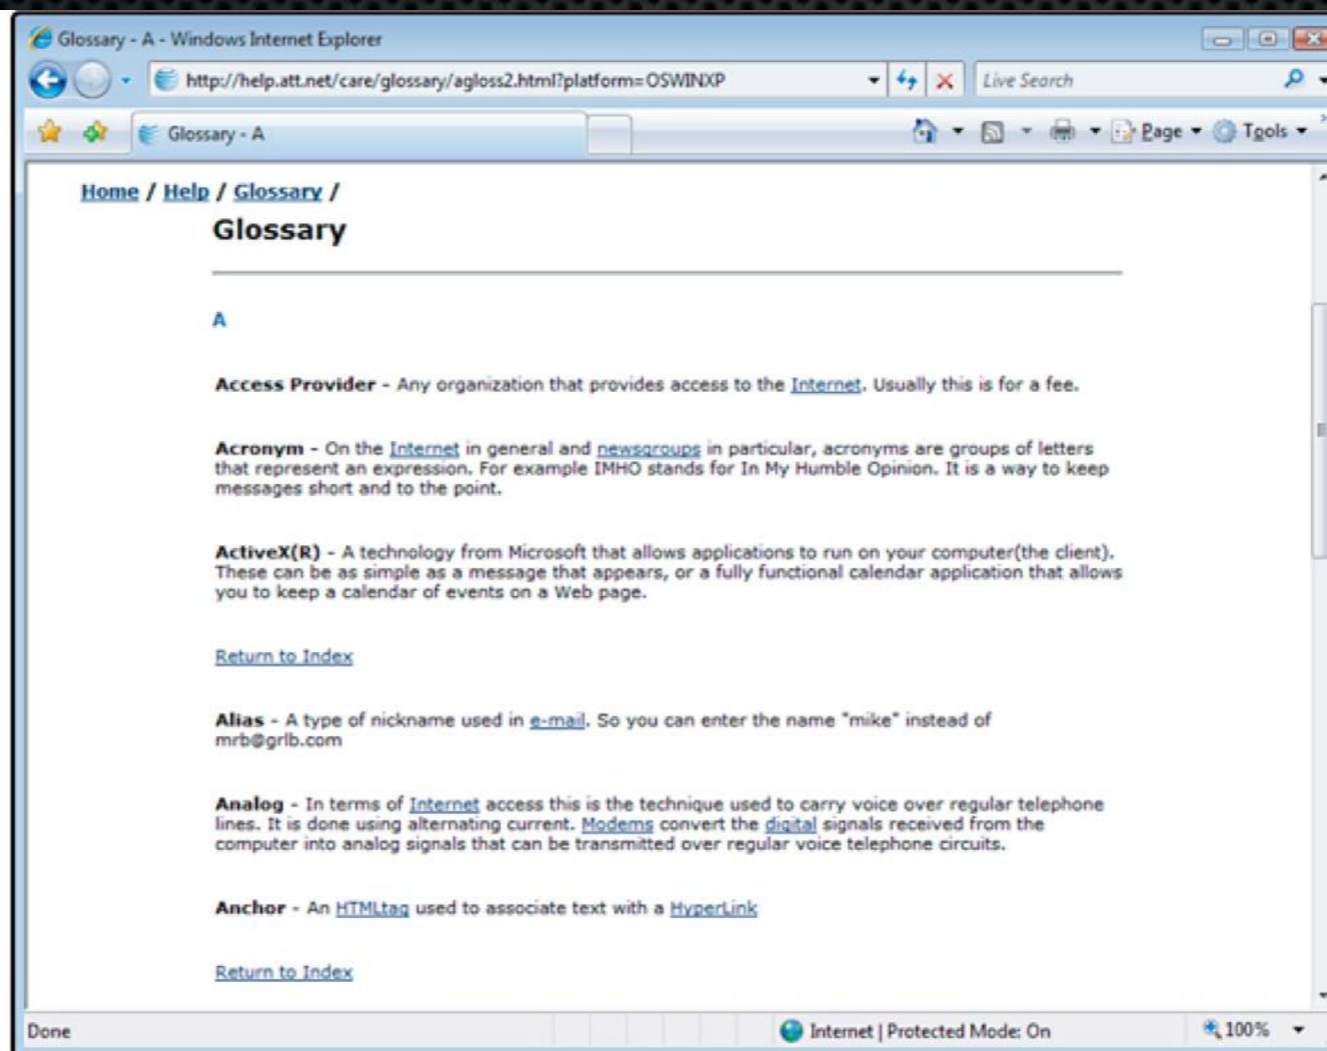 Glossary - A - Windows Internet Explorer
http://help.att.net/care/glossary/agloss2.html?platform=OSWINXP
Live Search
Glossary - A
Page
Tools
Home / Help / Glossary /
Glossary
A
Access Provider - Any organization that provides access to the Internet. Usually this is for a fee.
Acronym - On the Internet in general and newsgroups in particular, acronyms are groups of letters
that represent an expression. For example IMHO stands for In My Humble Opinion. It is a way to keep
messages short and to the point.
ActiveX(R) - A technology from Microsoft that allows applications to run on your computer(the client).
These can be as simple as a message that appears, or a fully functional calendar application that allows
you to keep a calendar of events on a Web page.
Return to Index
Alias - A type of nickname used in e-mail. So you can enter the name "mike" instead of
mrb@grlb.com
Analog - In terms of Internet access this is the technique used to carry voice over regular telephone
lines. It is done using alternating current. Modems convert the digital signals received from the
computer into analog signals that can be transmitted over regular voice telephone circuits.
Anchor - An HTMLtag used to associate text with a HyperLink
Return to Index
Done
Internet | Protected Mode: On
100%